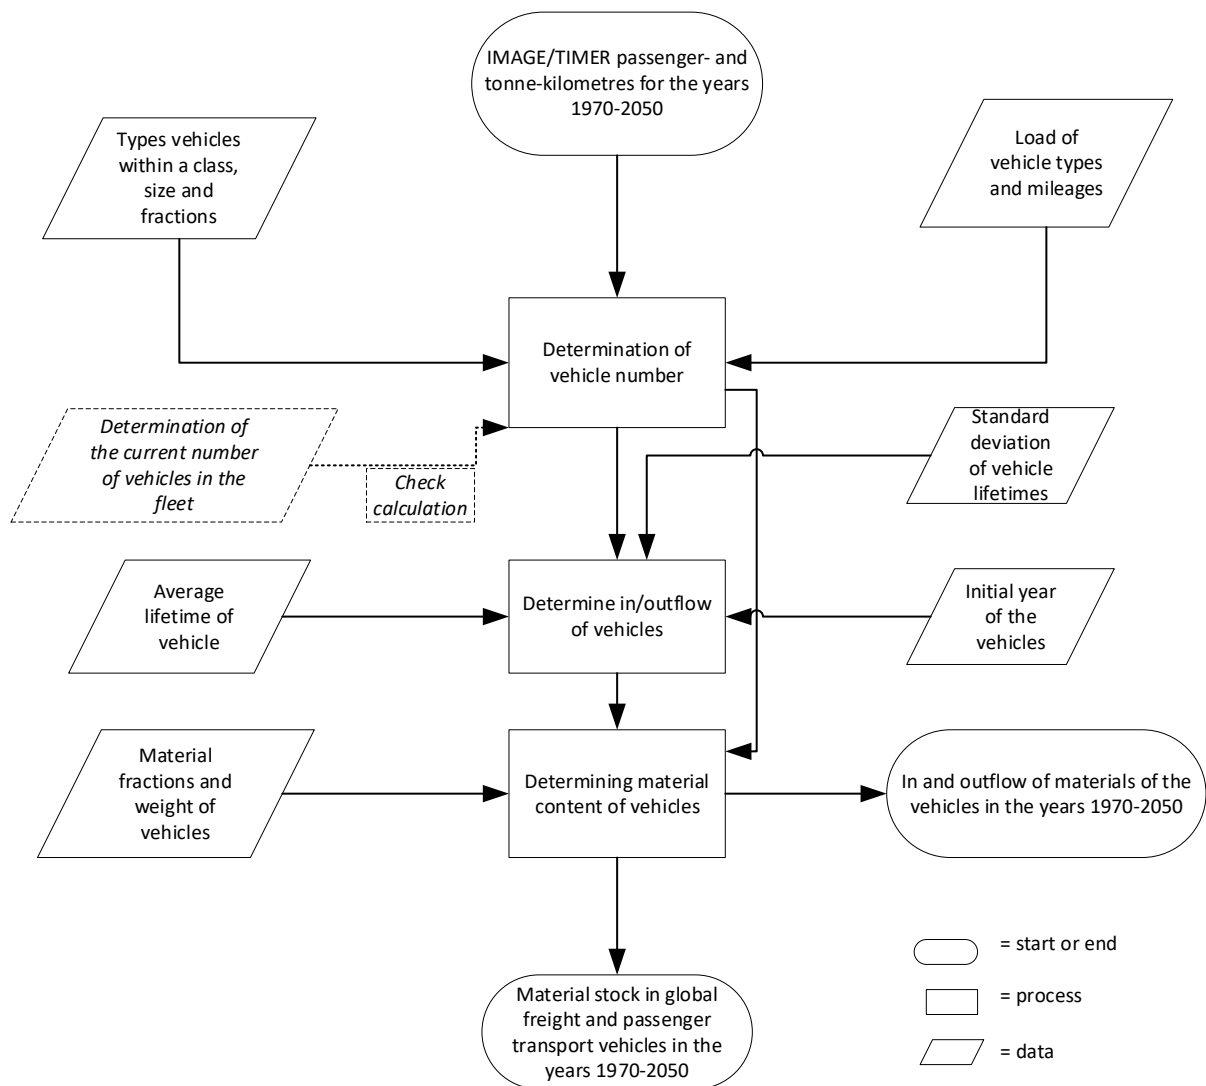 IMAGE/TIMER passenger- and
tonne-kilometres for the years
1970-2050
Types vehicles
within a class,
size and
fractions
Load of
vehicle types
and mileages
Determination of
vehicle number
Determination of
the current number
of vehicles in the
fleet
Check
calculation
Standard
deviation
of vehicle
lifetimes
Average
lifetime of
vehicle
Determine in/outflow
of vehicles
Initial year
of the
vehicles
Material
fractions and
weight of
vehicles
Determining material
content of vehicles
In and outflow of materials of the
vehicles in the years 1970-2050
Material stock in global
freight and passenger
transport vehicles in the
years 1970-2050
= start or end
= process
= data